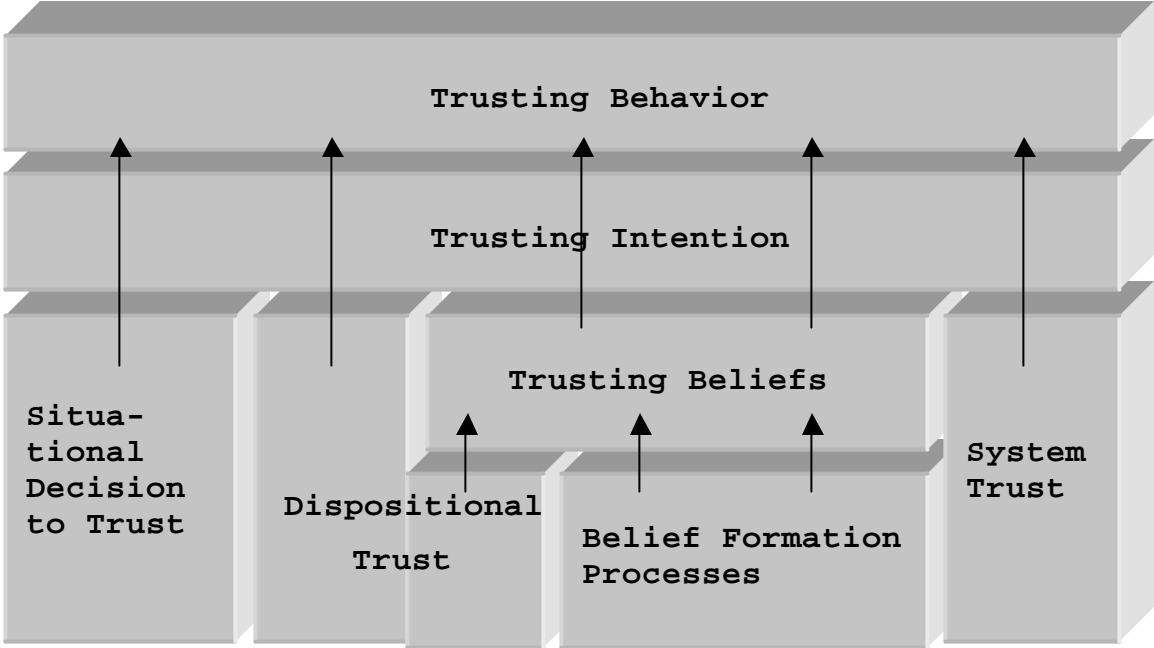 Trusting Behavior
Trusting Intention
Trusting Beliefs
Situa-
tional
Decision
to Trust
Dispositional
Trust
Belief Formation
Processes
System
Trust